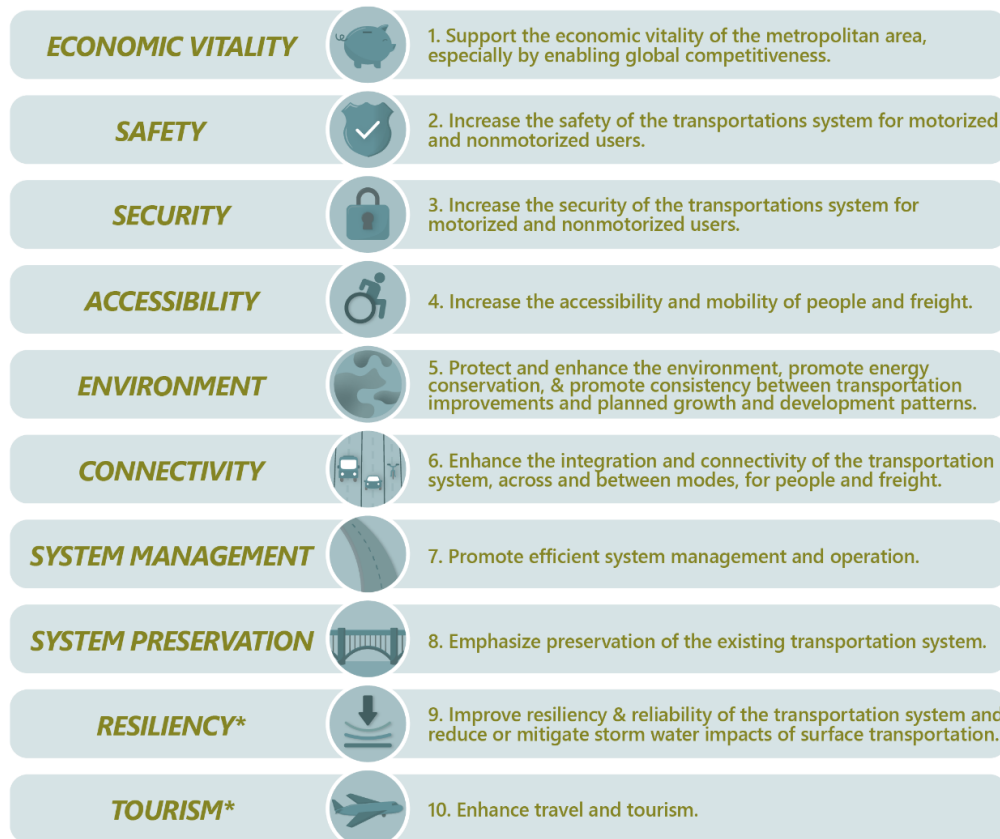 ECONOMIC VITALITY
1. Support the economic vitality of the metropolitan area,
especially by enabling global competitiveness.
SAFETY
2. Increase the safety of the transportations system for motorized
and nonmotorized users.
SECURITY
3. Increase the security of the transportations system for
motorized and nonmotorized users.
ACCESSIBILITY
4. Increase the accessibility and mobility of people and freight.
ENVIRONMENT
5. Protect and enhance the environment, promote energy
conservation, & promote consistency between transportation
improvements and planned growth and development patterns.
CONNECTIVITY
6. Enhance the integration and connectivity of the transportation
system, across and between modes, for people and freight.
SYSTEM MANAGEMENT
7. Promote efficient system management and operation.
SYSTEM PRESERVATION
8. Emphasize preservation of the existing transportation system.
RESILIENCY*
9. Improve resiliency & reliability of the transportation system and
reduce or mitigate storm water impacts of surface transportation.
TOURISM*
10. Enhance travel and tourism.